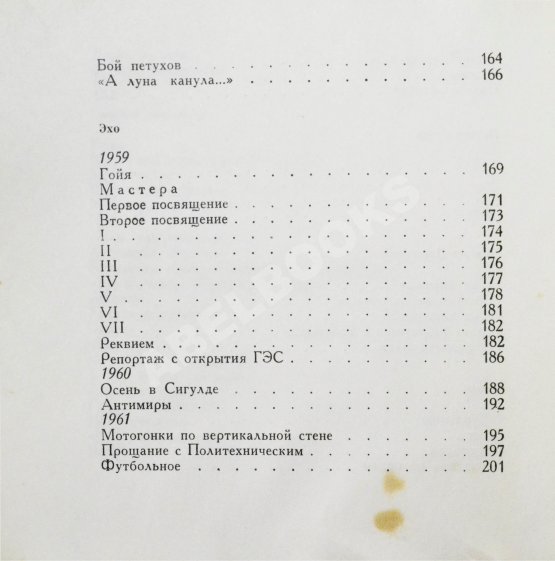 Бой петухов . . . . . . . . . . . . . . . 164
«А луна канула...» . . . . . . . . . . . . 166
Эхо
1959
Гойя . . . . . . . . . . . . . . . . . . 169
Мастера
Первое посвящение . . . . . . . . . . . . 171
Второе посвящение . . . . . . . . . . . . 173
I . . . . . . . . . . . . . . . . . . . 174
II . . . . . . . . . . . . . . . . . . . 175
III . . . . . . . . . . . . . . . . . . 176
IV . . . . . . . . . . . . . . . . . . . 177
V . . . . . . . . . . . . . . . . . . . 178
VI . . . . . . . . . . . . . . . . . . . 181
VII . . . . . . . . . . . . . . . . . . 182
Реквием . . . . . . . . . . . . . . . . 182
Репортаж с открытия ГЭС . . . . . . . . . 186
1960
Осень в Сигулде . . . . . . . . . . . . . 188
Антимиры . . . . . . . . . . . . . . . . 192
1961
Мотогонки по вертикальной стене . . . . . . 195
Прощание с Политехническим . . . . . . . . 197
Футбольное . . . . . . . . . . . . . . . 201
ABELBOOKS